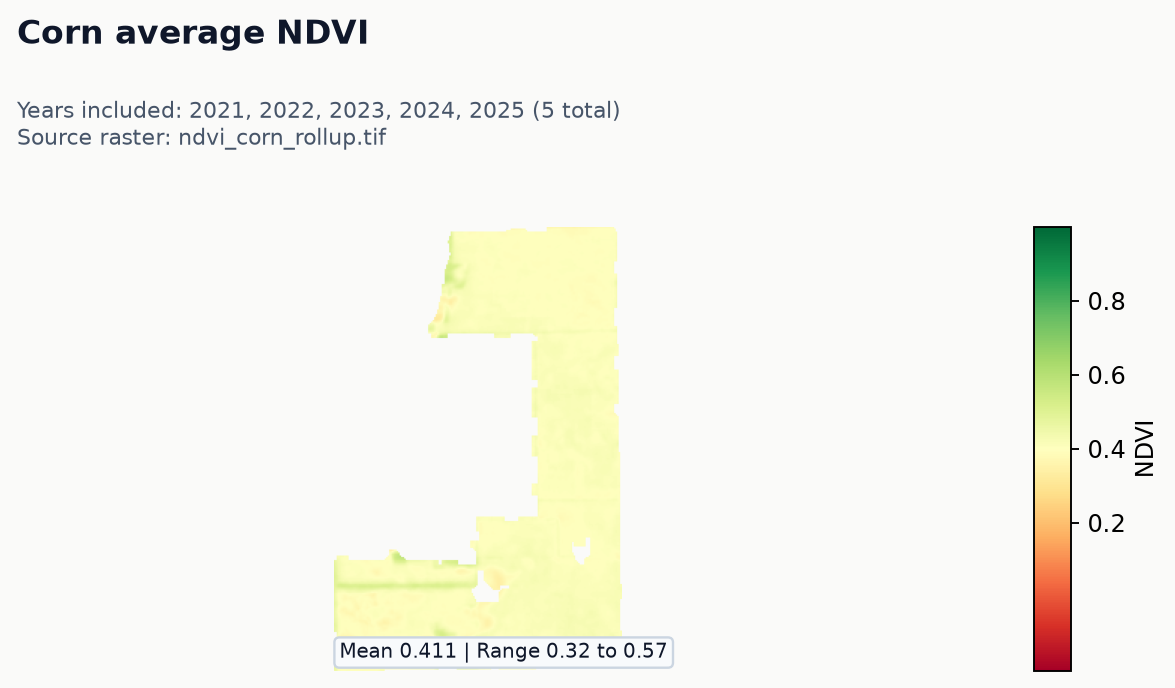 Corn average NDVI
Years included: 2021, 2022, 2023, 2024, 2025 (5 total)
Source raster: ndvi_corn_rollup.tif
0.8
0.6
0.4
0.2
NDVI
Mean 0.411 | Range 0.32 to 0.57